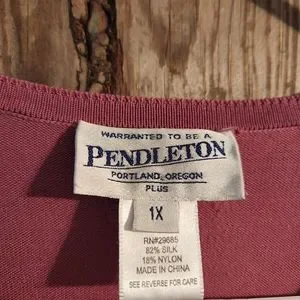 WARRANTED TO BE A
PENDLETON
PORTLAND, OREGON
PLUS
1X
RN#29685
82% SILK
18% NYLON
MADE IN CHINA
SEE REVERSE FOR CARE